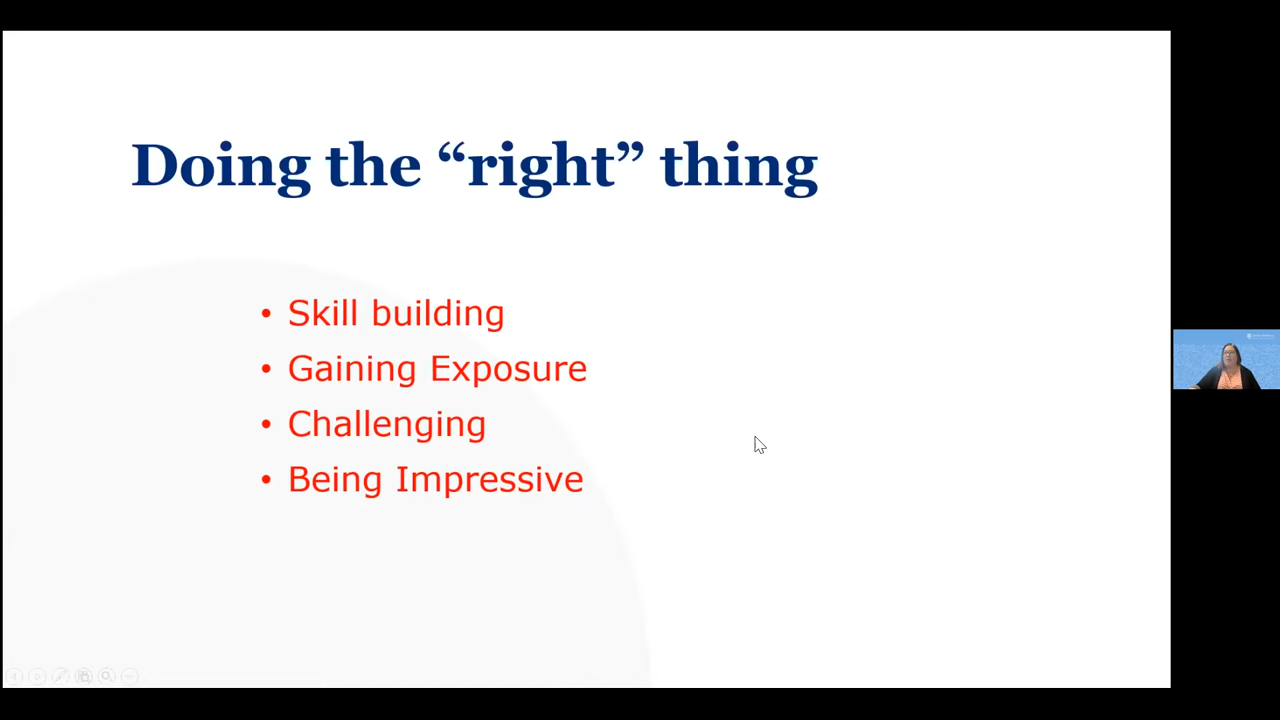 Doing the “right” thing
• Skill building
• Gaining Exposure
• Challenging
• Being Impressive